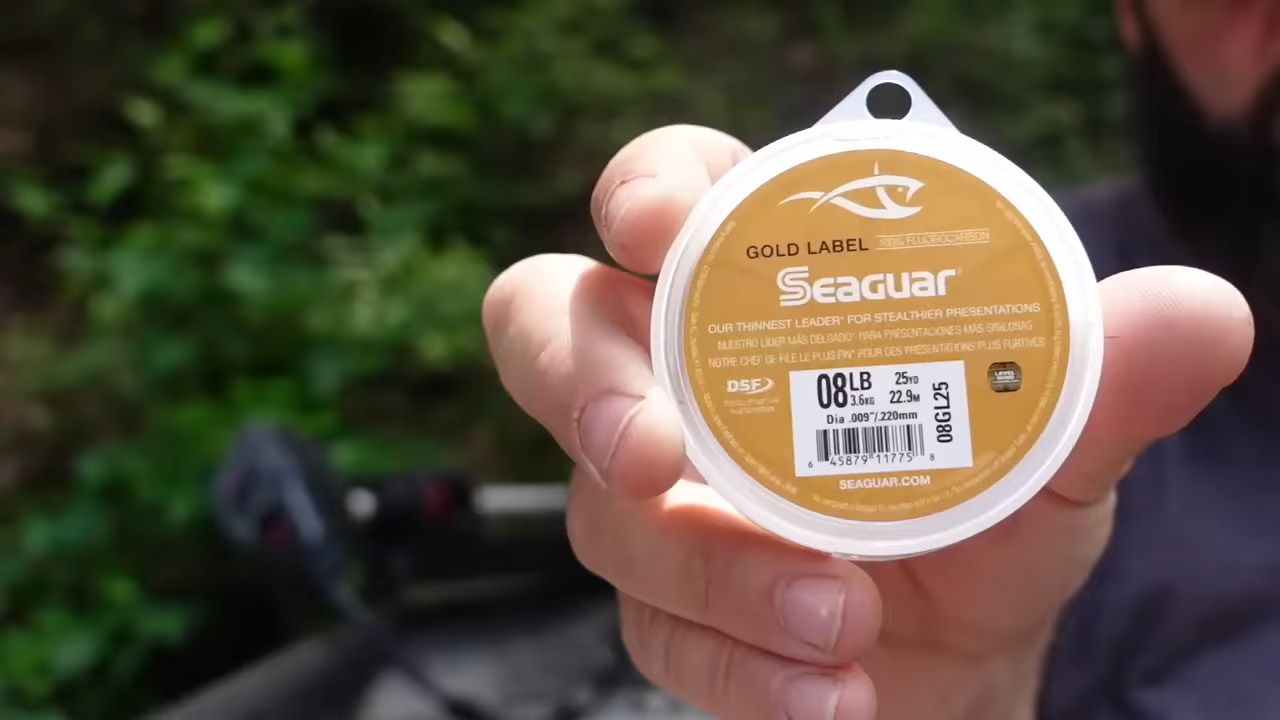 GOLD LABEL 100% FLUOROCARBON
Seaguar
OUR THINNEST LEADER* FOR STEALTHIER PRESENTATIONS
NUESTRO LÍDER MÁS DELGADO* PARA PRESENTACIONES MÁS SIGILOSAS
NOTRE CHEF DE FILE LE PLUS FIN* POUR DES PRÉSENTATIONS PLUS FURTIVES
DSF
08LB 25YD
3.6KG 22.9M
Dia .009"/.220mm
08GL25
6 45879 11775 8
SEAGUAR.COM